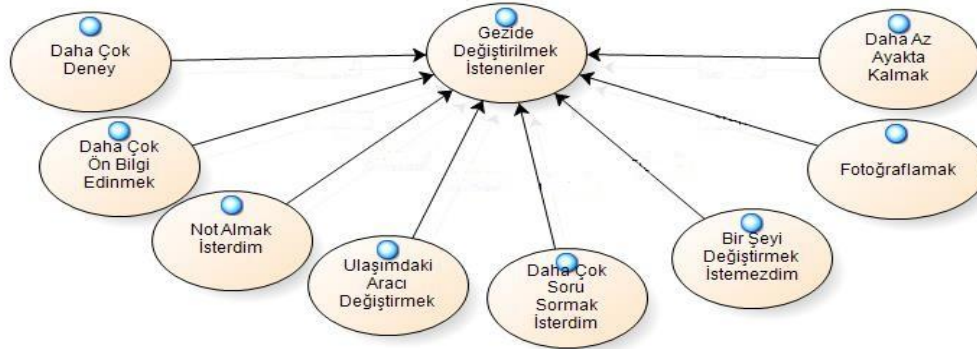 Gezide
Değiştirilmek
İstenenler
Daha Çok
Deney
Daha Çok
Ön Bilgi
Edinmek
Not Almak
İsterdim
Ulaşımdaki
Aracı
Değiştirmek
Daha Çok
Soru
Sormak
İsterdim
Bir Şeyi
Değiştirmek
İstemezdim
Fotoğraflamak
Daha Az
Ayakta
Kalmak